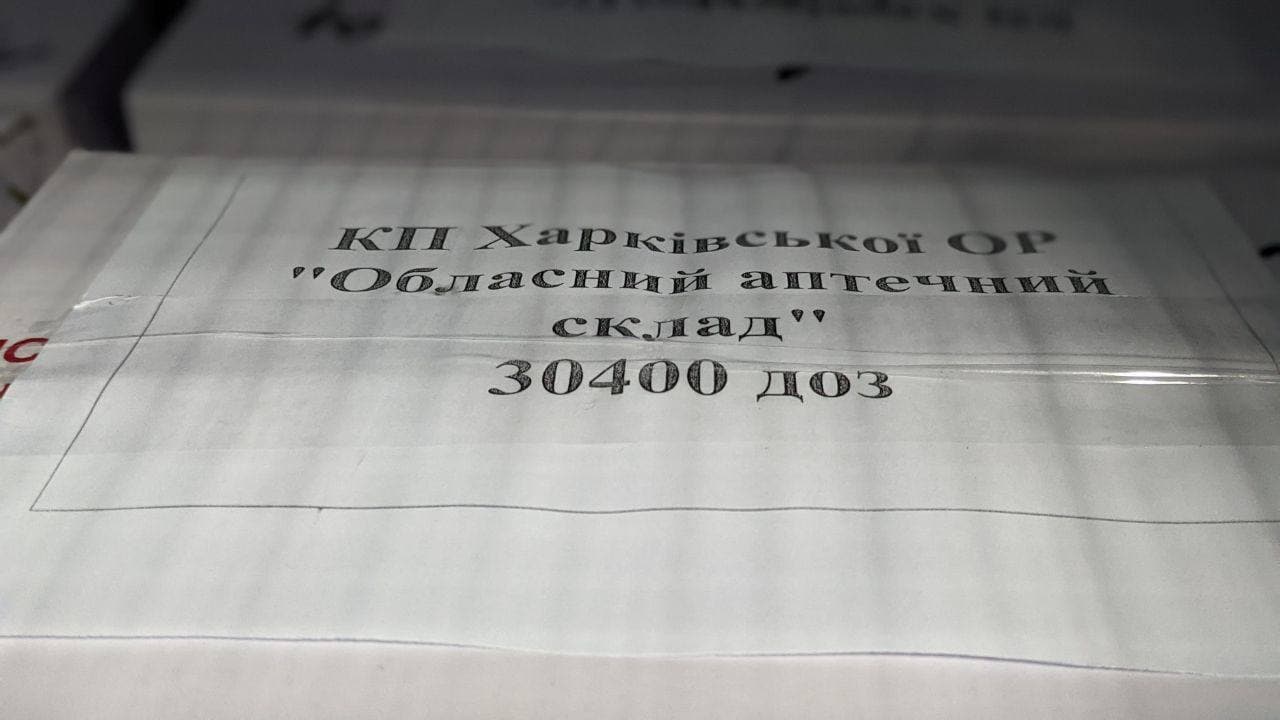 КП Харківської ОР
"Обласний аптечний
склад"
30400 доз